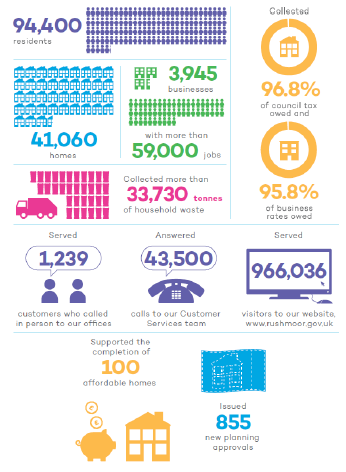 94,400
residents
41,060
homes
3,945
businesses
with more than
59,000 jobs
Collected
96.8%
of council tax
owed and
95.8%
of business
rates owed
Collected more than
33,730 tonnes
of household waste
Served
1,239
customers who called
in person to our offices
Answered
43,500
calls to our Customer
Services team
Served
966,036
visitors to our website,
www.rushmoor.gov.uk
Supported the
completion of
100
affordable homes
Issued
855
new planning
approvals